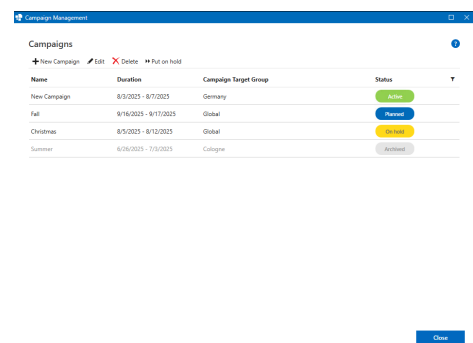 Campaign Management
Campaigns
?
New Campaign Edit Delete Put on hold
Name Duration Campaign Target Group Status
New Campaign 8/3/2025 - 8/7/2025 Germany Active
Fall 9/16/2025 - 9/17/2025 Global Planned
Christmas 8/5/2025 - 8/12/2025 Global On hold
Summer 6/26/2025 - 7/3/2025 Cologne Archived
Close